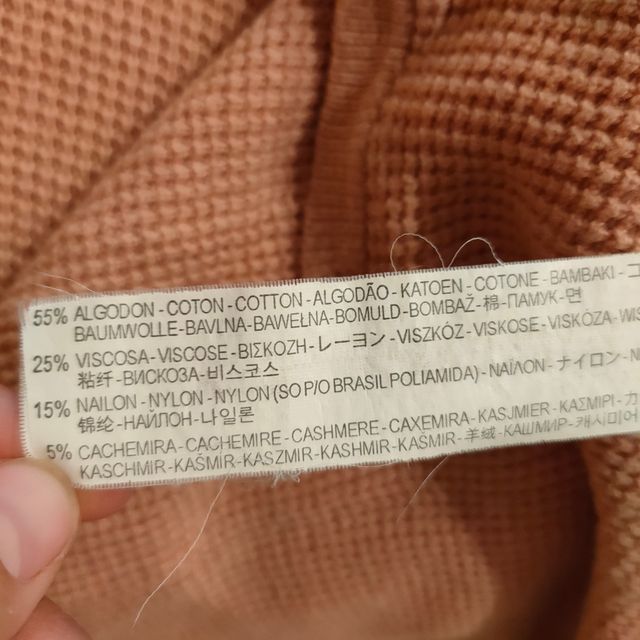 55% ALGODON - COTON - COTTON - ALGODÃO - KATOEN - COTONE - BAMBAKI -
BAUMWOLLE - BAVLNA - BAWEŁNA - BOMULD - BOMBAŽ - 棉 - ПАМУК - 면
25% VISCOSA - VISCOSE - ΒΙΣΚΟΖΗ - レーヨン - VISZKÓZ - VISKOSE - VISKÓZA -
粘纤 - ВИСКОЗА - 비스코스
15% NAILON - NYLON - NYLON (SO P/O BRASIL POLIAMIDA) - NAÏLON - ナイロン -
锦纶 - НАЙЛОН - 나일론
5% CACHEMIRA - CACHEMIRE - CASHMERE - CAXEMIRA - KASJMIER - ΚΑΣΜΙΡΙ -
KASCHMIR - KAŠMÍR - KASZMIR - KASHMIR - KAŠMIR - 羊绒 - КАШМИР - 캐시미어